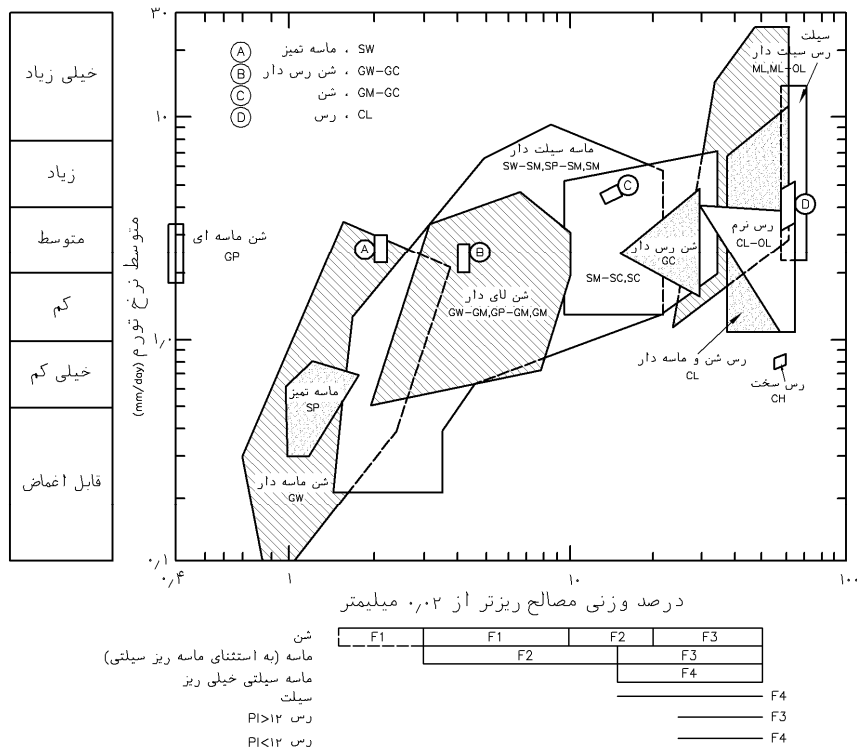 خیلی زیاد
زیاد
متوسط
کم
خیلی کم
قابل اغماض
متوسط نرخ تورم (mm/day)
۳۰
۱۰
۱٫۰
۰٫۱
A ماسه تمیز ، SW
B شن رس دار ، GW-GC
C شن ، GM-GC
D رس ، CL
سیلت
رس سیلت دار
ML,ML-OL
ماسه سیلت دار
SW-SM,SP-SM,SM
شن ماسه ای
GP
A
B
C
D
شن لای دار
GW-GM,GP-GM,GM
SM-SC,SC
شن رس دار
GC
رس نرم
CL-OL
رس شن و ماسه دار
CL
رس سخت
CH
ماسه تمیز
SP
شن ماسه دار
GW
۰٫۴
۱
۱۰
۱۰۰
درصد وزنی مصالح ریزتر از ۰٫۰۲ میلیمتر
شن F1 F1 F2 F3
ماسه (به استثنای ماسه ریز سیلتی) F2 F3
ماسه سیلتی خیلی ریز F4
سیلت F4
رس PI>۱۲ F3
رس PI<۱۲ F4